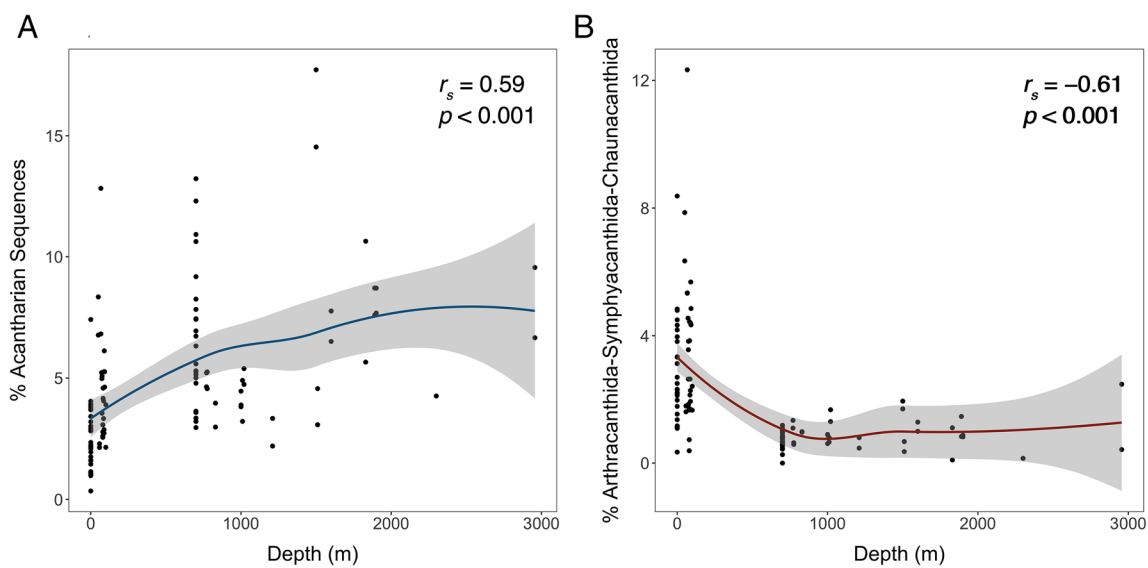 A
% Acantharian Sequences
15
10
5
0
r_s = 0.59
p < 0.001
0 1000 2000 3000
Depth (m)
B
% Arthracanthida-Symphyacanthida-Chaunacanthida
12
8
4
0
r_s = −0.61
p < 0.001
0 1000 2000 3000
Depth (m)